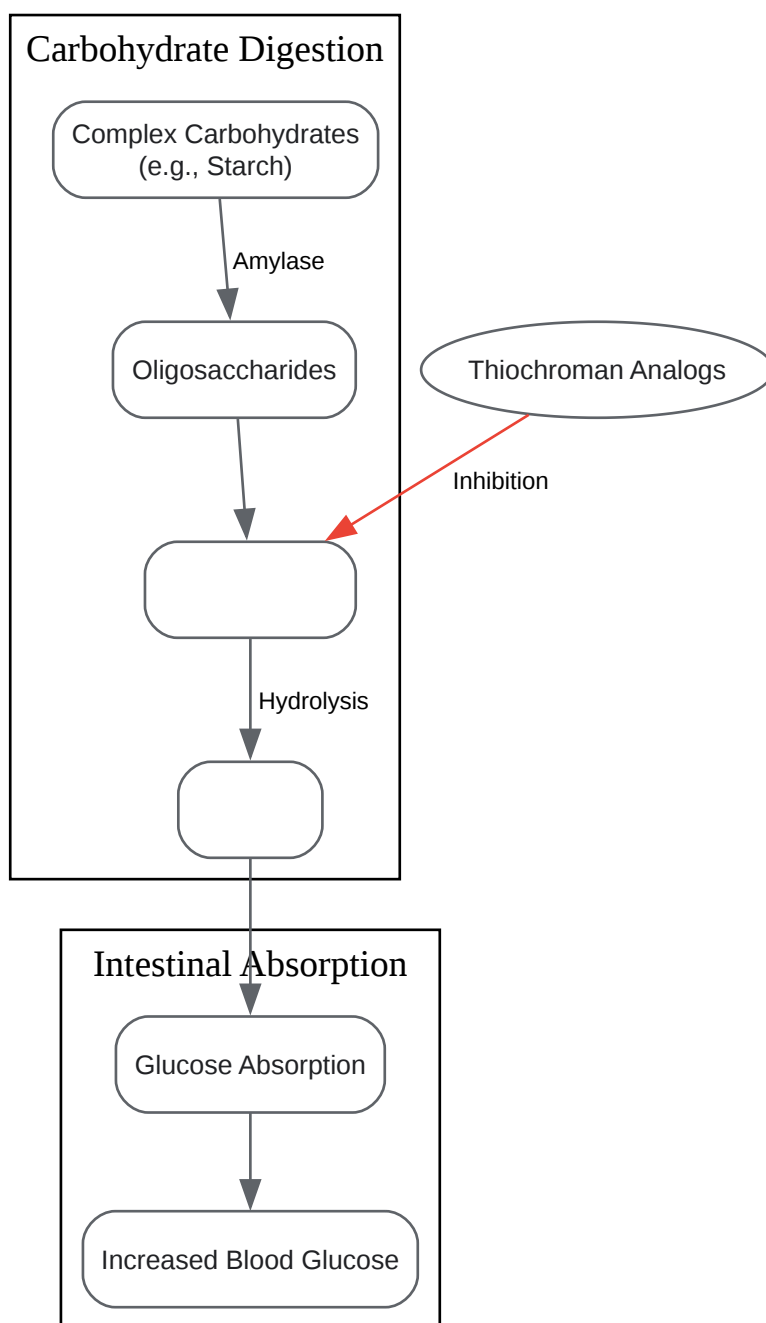 Carbohydrate Digestion
Complex Carbohydrates
(e.g., Starch)
Amylase
Oligosaccharides
Thiochroman Analogs
Inhibition
Hydrolysis
Intestinal Absorption
Glucose Absorption
Increased Blood Glucose